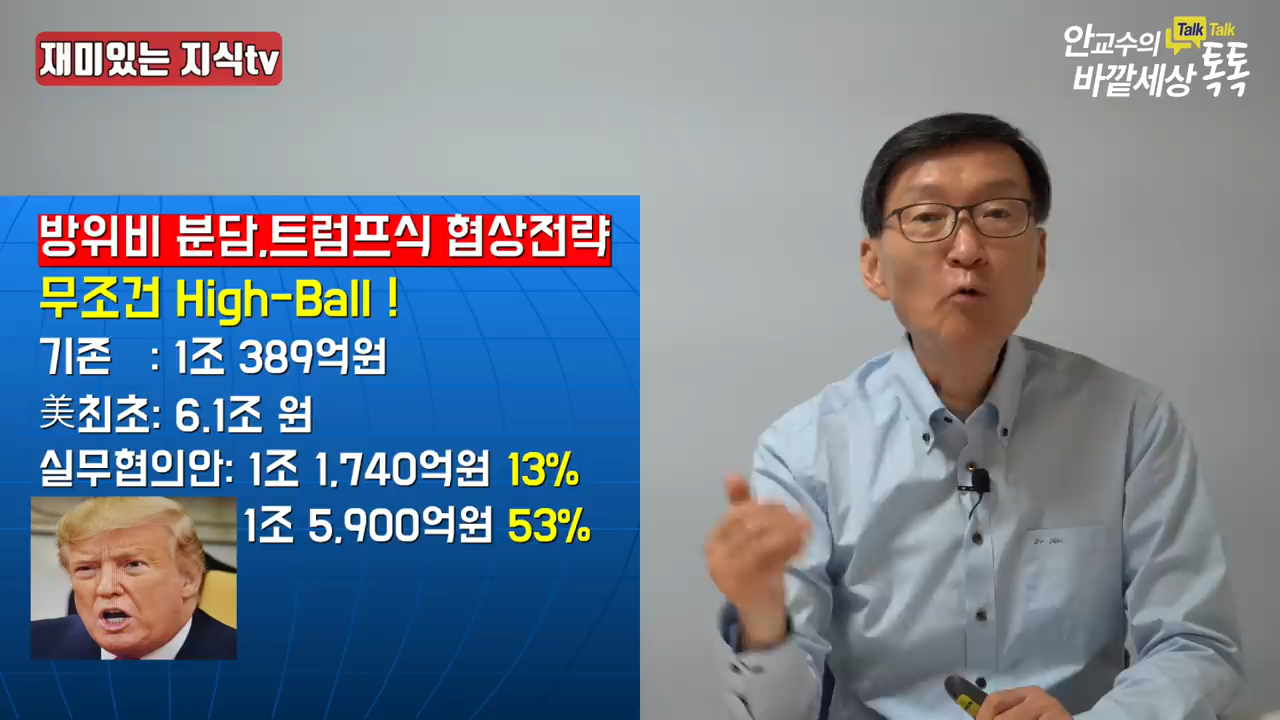 재미있는 지식tv
안교수의 Talk Talk
바깥세상 톡톡
방위비 분담,트럼프식 협상전략
무조건 High-Ball !
기존 : 1조 389억원
美최초: 6.1조 원
실무협의안: 1조 1,740억원 13%
1조 5,900억원 53%